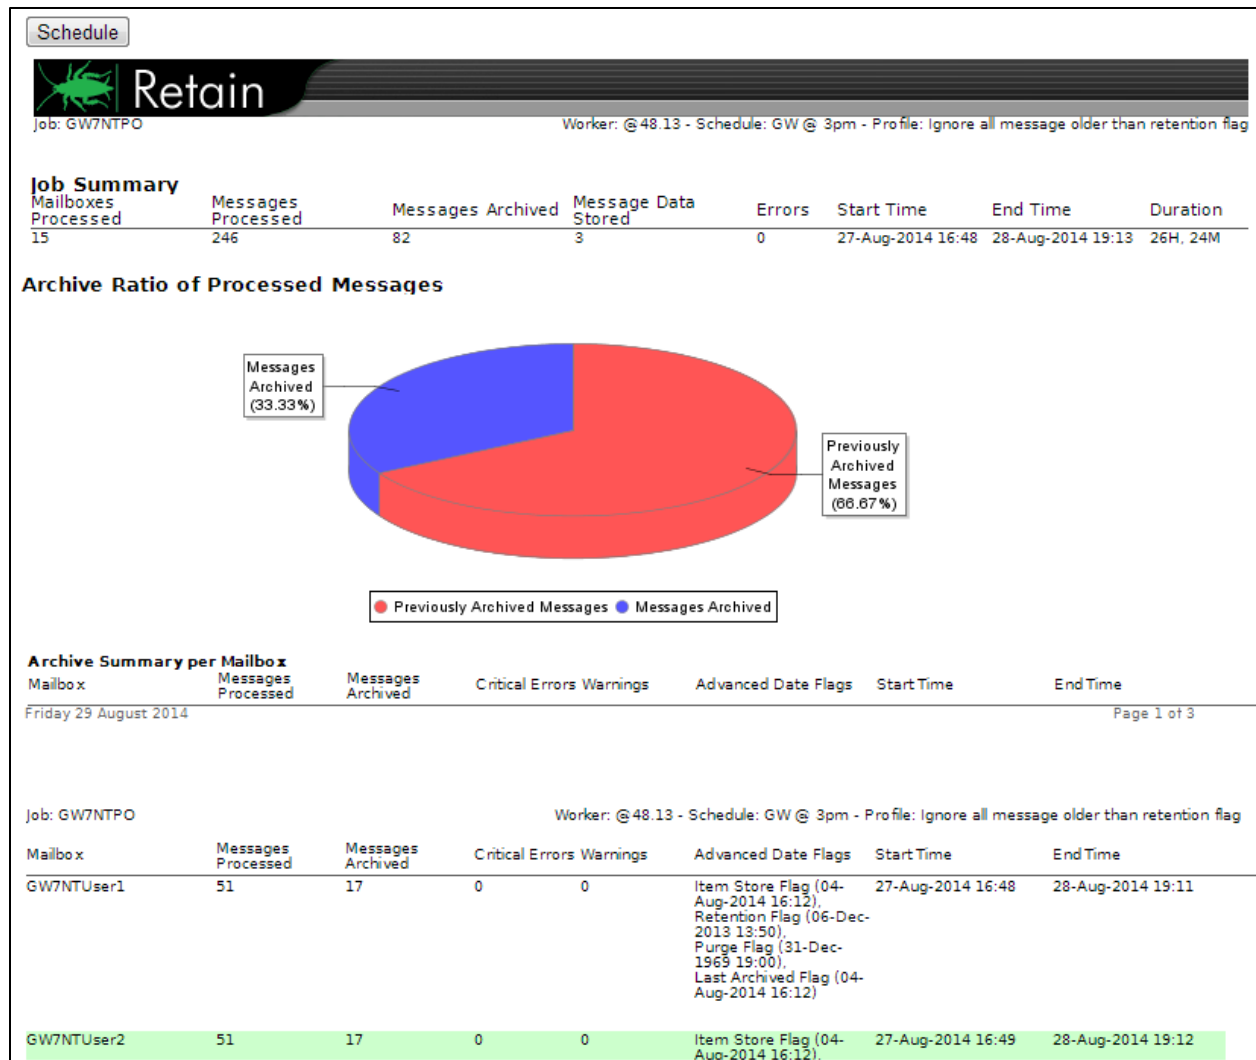 Schedule
Retain
Job: GW7NTPO Worker: @48.13 - Schedule: GW @ 3pm - Profile: Ignore all message older than retention flag
Job Summary
Mailboxes Processed Messages Processed Messages Archived Message Data Stored Errors Start Time End Time Duration
15 246 82 3 0 27-Aug-2014 16:48 28-Aug-2014 19:13 26H, 24M
Archive Ratio of Processed Messages
Messages
Archived
(33.33%)
Previously
Archived
Messages
(66.67%)
Previously Archived Messages Messages Archived
Archive Summary per Mailbox
Mailbox Messages Processed Messages Archived Critical Errors Warnings Advanced Date Flags Start Time End Time
Friday 29 August 2014 Page 1 of 3
Job: GW7NTPO Worker: @48.13 - Schedule: GW @ 3pm - Profile: Ignore all message older than retention flag
Mailbox Messages Processed Messages Archived Critical Errors Warnings Advanced Date Flags Start Time End Time
GW7NTUser1 51 17 0 0 Item Store Flag (04- 27-Aug-2014 16:48 28-Aug-2014 19:11
Aug-2014 16:12),
Retention Flag (06-Dec-
2013 13:50),
Purge Flag (31-Dec-
1969 19:00),
Last Archived Flag (04-
Aug-2014 16:12)
GW7NTUser2 51 17 0 0 Item Store Flag (04- 27-Aug-2014 16:49 28-Aug-2014 19:12
Aug-2014 16:12),